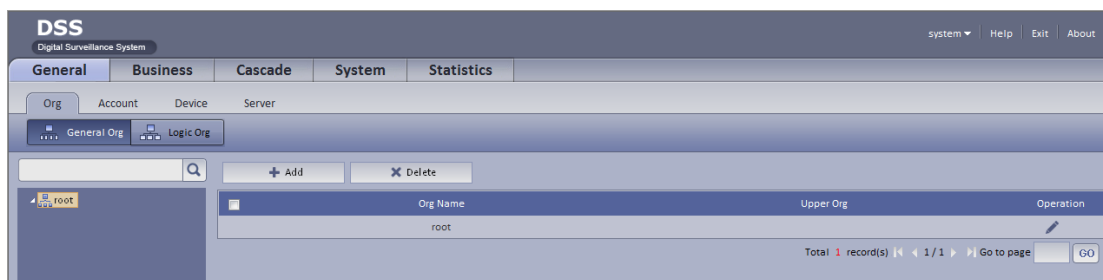 DSS
Digital Surveillance System
system Help Exit About
General Business Cascade System Statistics
Org Account Device Server
General Org Logic Org
Add Delete
root
Org Name Upper Org Operation
root
Total 1 record(s) 1/1 Go to page GO